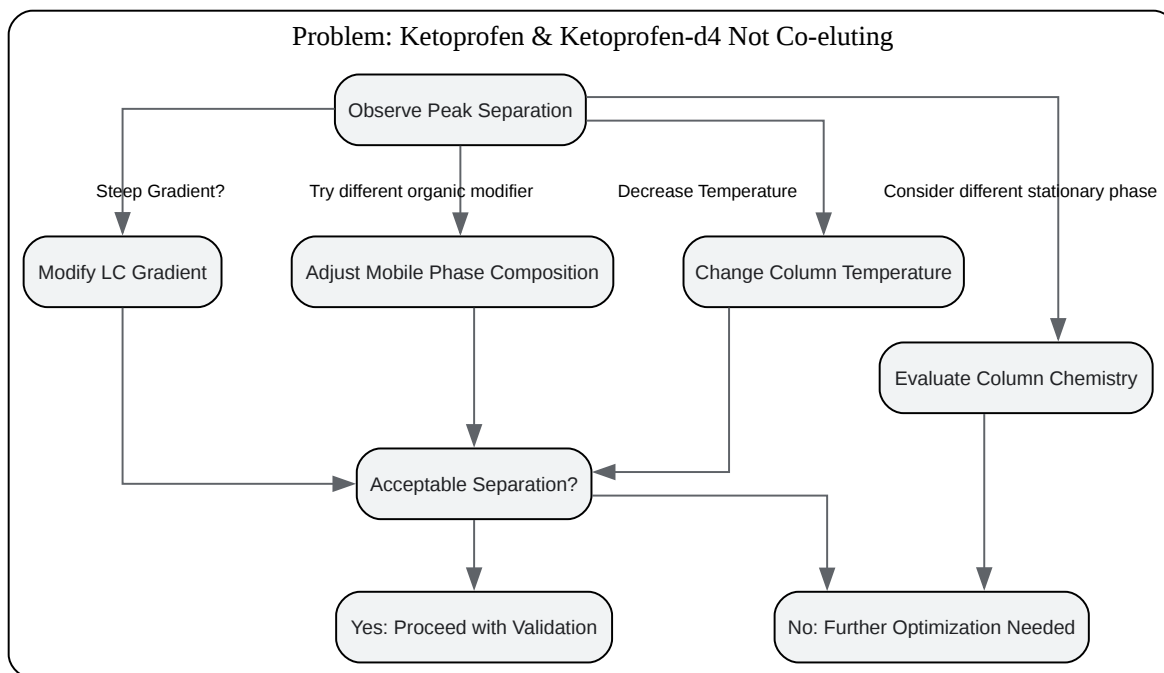 Problem: Ketoprofen & Ketoprofen-d4 Not Co-eluting
Observe Peak Separation
Steep Gradient?
Try different organic modifier
Decrease Temperature
Consider different stationary phase
Modify LC Gradient
Adjust Mobile Phase Composition
Change Column Temperature
Evaluate Column Chemistry
Acceptable Separation?
Yes: Proceed with Validation
No: Further Optimization Needed